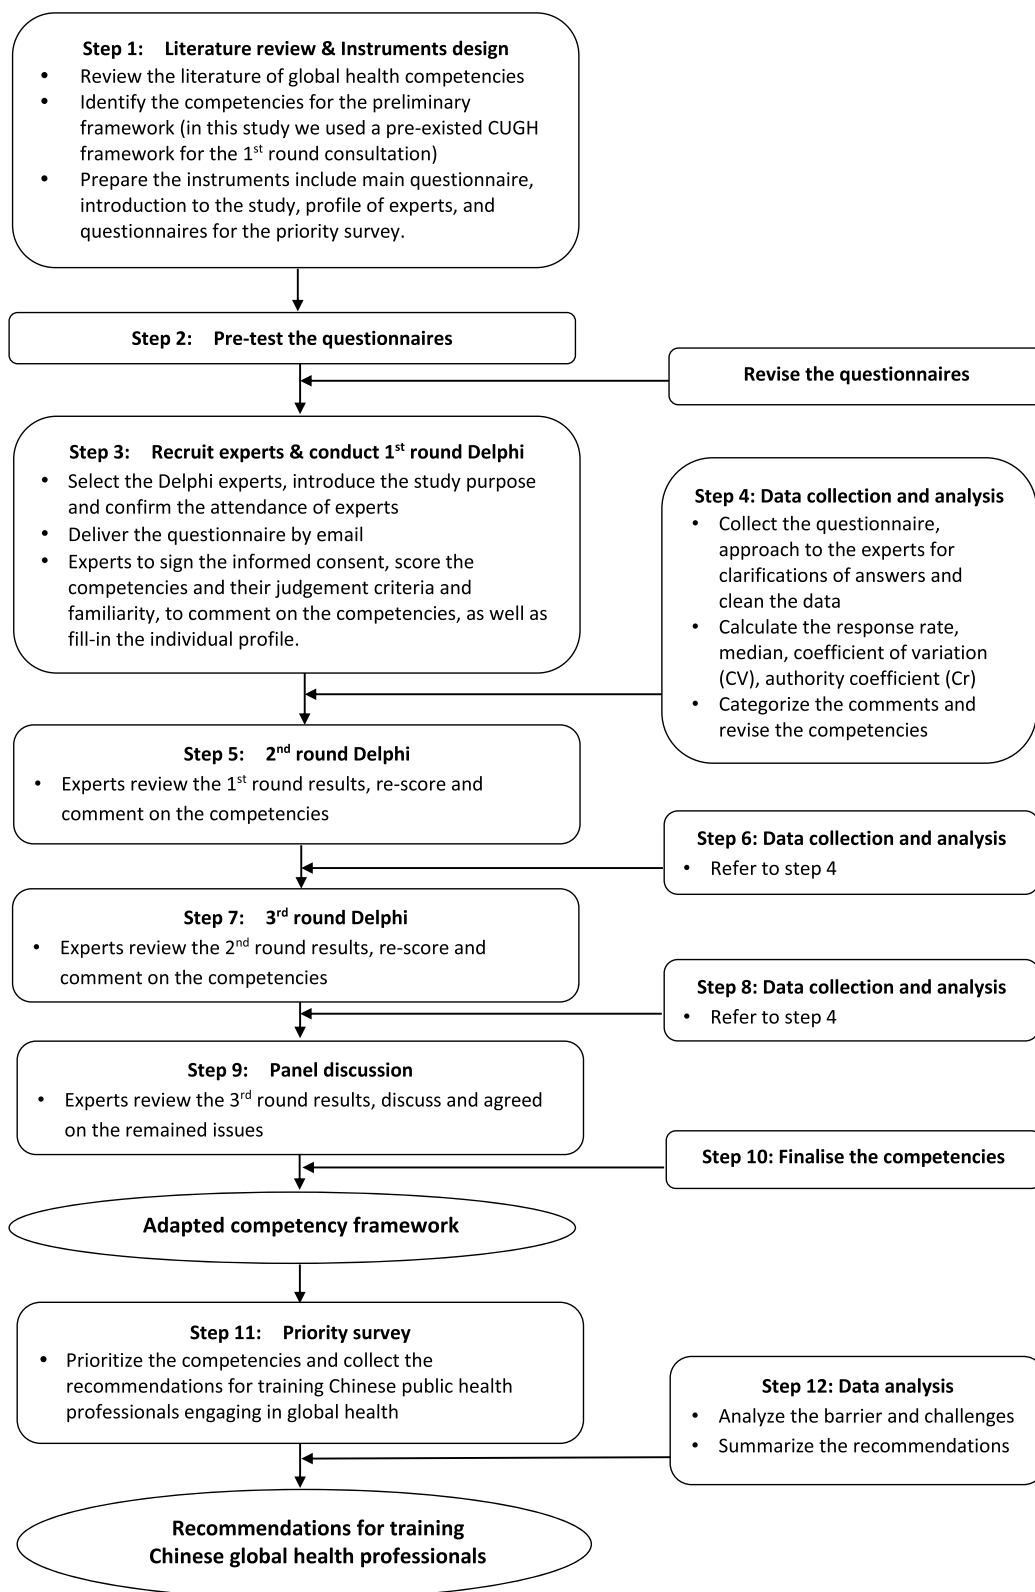 Step 1: Literature review & Instruments design
• Review the literature of global health competencies
• Identify the competencies for the preliminary
framework (in this study we used a pre-existed CUGH
framework for the 1st round consultation)
• Prepare the instruments include main questionnaire,
introduction to the study, profile of experts, and
questionnaires for the priority survey.
Step 2: Pre-test the questionnaires
Revise the questionnaires
Step 3: Recruit experts & conduct 1st round Delphi
• Select the Delphi experts, introduce the study purpose
and confirm the attendance of experts
• Deliver the questionnaire by email
• Experts to sign the informed consent, score the
competencies and their judgement criteria and
familiarity, to comment on the competencies, as well as
fill-in the individual profile.
Step 4: Data collection and analysis
• Collect the questionnaire,
approach to the experts for
clarifications of answers and
clean the data
• Calculate the response rate,
median, coefficient of variation
(CV), authority coefficient (Cr)
• Categorize the comments and
revise the competencies
Step 5: 2nd round Delphi
• Experts review the 1st round results, re-score and
comment on the competencies
Step 6: Data collection and analysis
• Refer to step 4
Step 7: 3rd round Delphi
• Experts review the 2nd round results, re-score and
comment on the competencies
Step 8: Data collection and analysis
• Refer to step 4
Step 9: Panel discussion
• Experts review the 3rd round results, discuss and agreed
on the remained issues
Step 10: Finalise the competencies
Adapted competency framework
Step 11: Priority survey
• Prioritize the competencies and collect the
recommendations for training Chinese public health
professionals engaging in global health
Step 12: Data analysis
• Analyze the barrier and challenges
• Summarize the recommendations
Recommendations for training
Chinese global health professionals